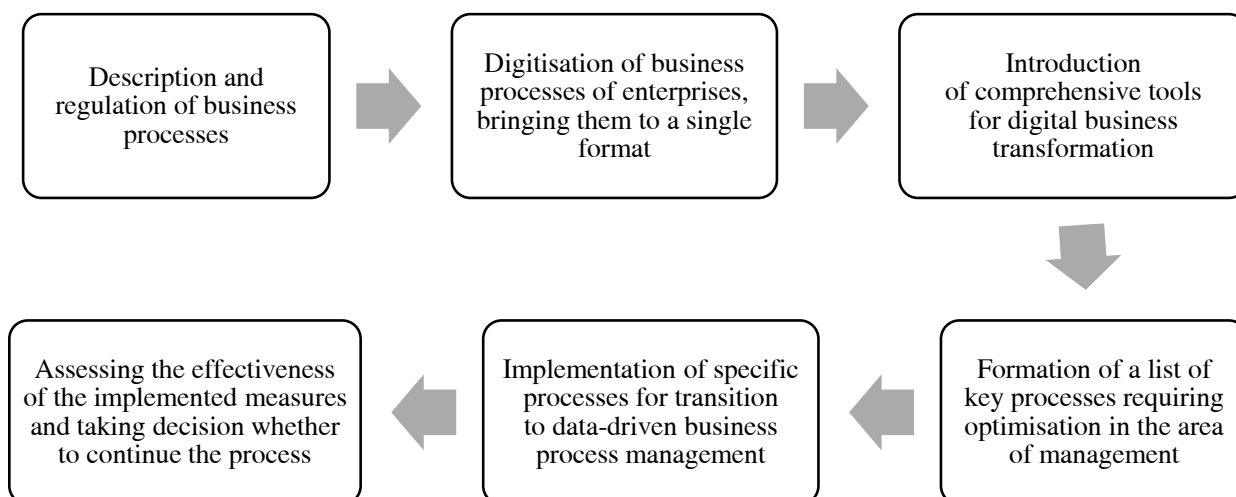 Description and
regulation of business
processes
Digitisation of business
processes of enterprises,
bringing them to a single
format
Introduction
of comprehensive tools
for digital business
transformation
Formation of a list of
key processes requiring
optimisation in the area
of management
Implementation of specific
processes for transition
to data-driven business
process management
Assessing the effectiveness
of the implemented measures
and taking decision whether
to continue the process